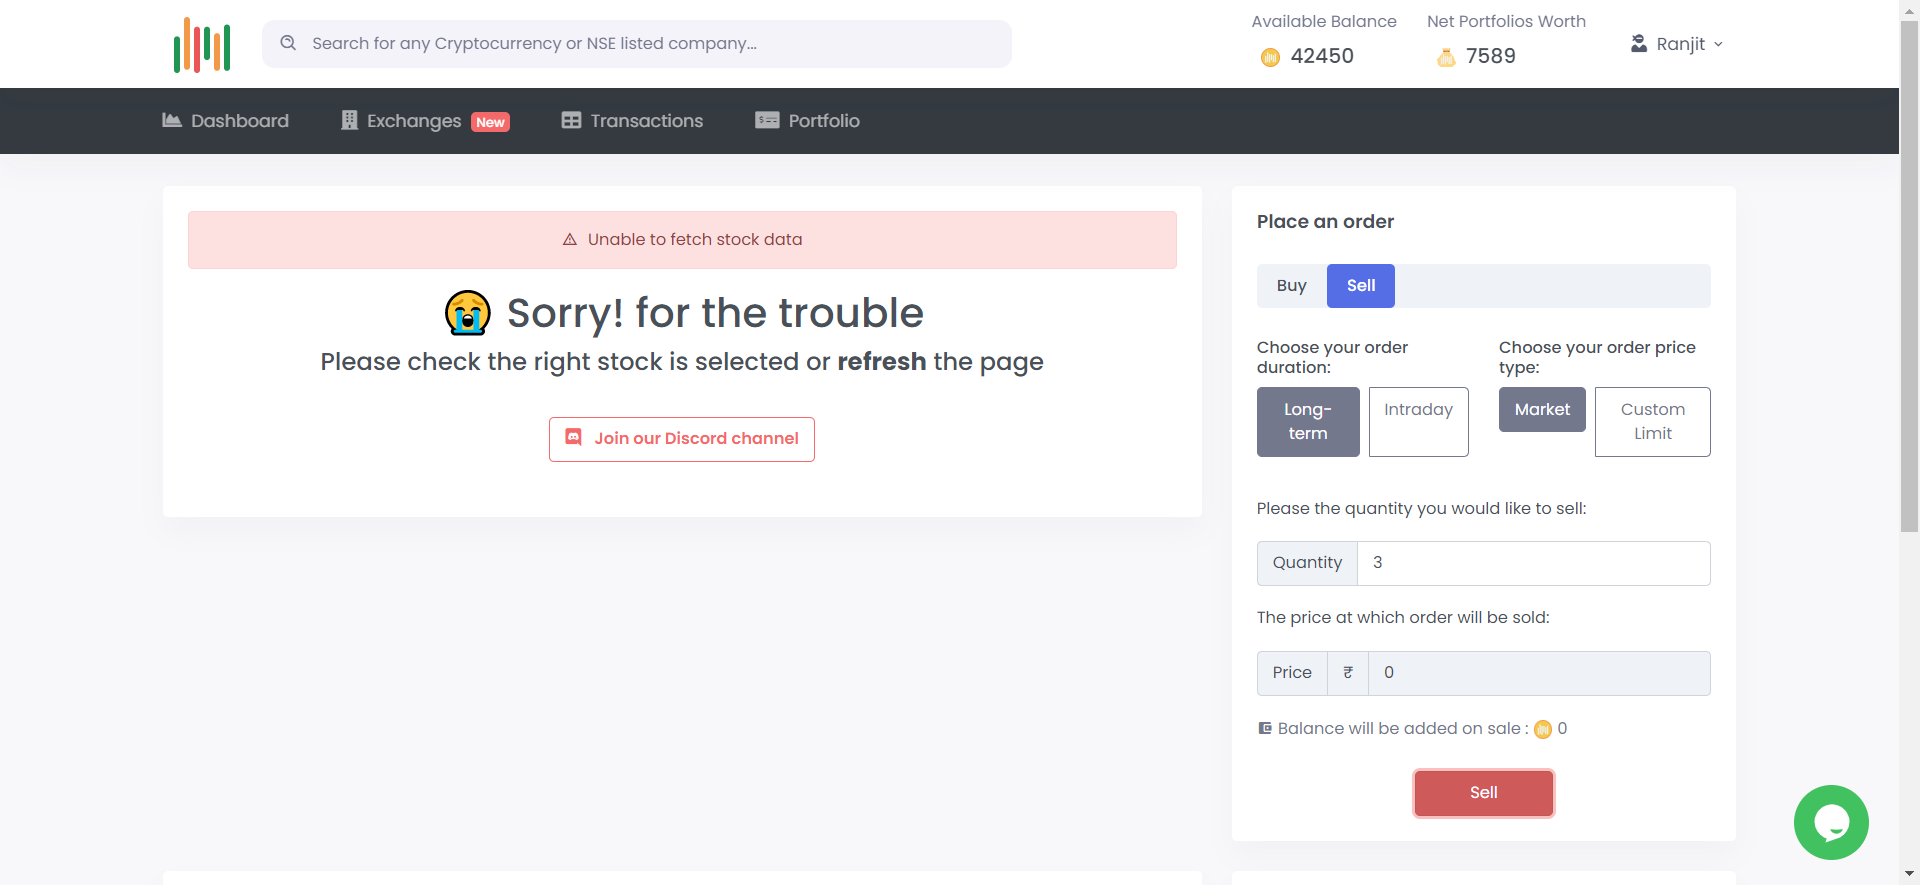 Search for any Cryptocurrency or NSE listed company...
Available Balance
42450
Net Portfolios Worth
7589
Ranjit
Dashboard
Exchanges New
Transactions
Portfolio
Unable to fetch stock data
Sorry! for the trouble
Please check the right stock is selected or refresh the page
Join our Discord channel
Place an order
Buy
Sell
Choose your order
duration:
Long-
term
Intraday
Choose your order price
type:
Market
Custom
Limit
Please the quantity you would like to sell:
Quantity 3
The price at which order will be sold:
Price ₹ 0
Balance will be added on sale : 0
Sell